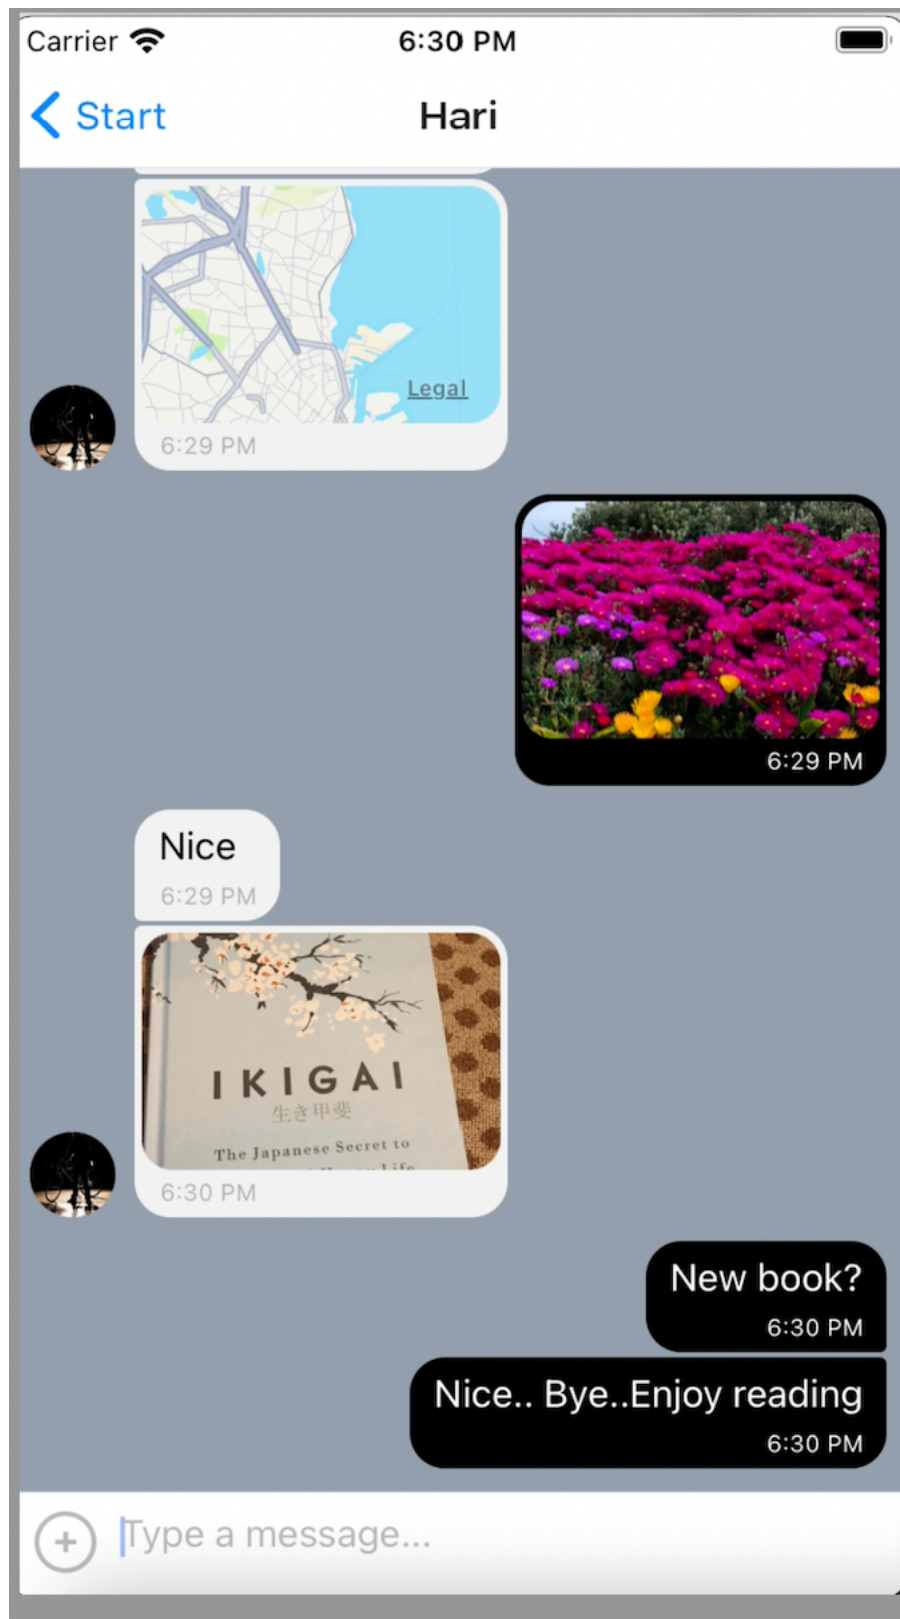 Carrier 6:30 PM
Start Hari
Legal
6:29 PM
6:29 PM
Nice
6:29 PM
IKIGAI
生き甲斐
The Japanese Secret to
Life
6:30 PM
New book?
6:30 PM
Nice.. Bye..Enjoy reading
6:30 PM
Type a message...